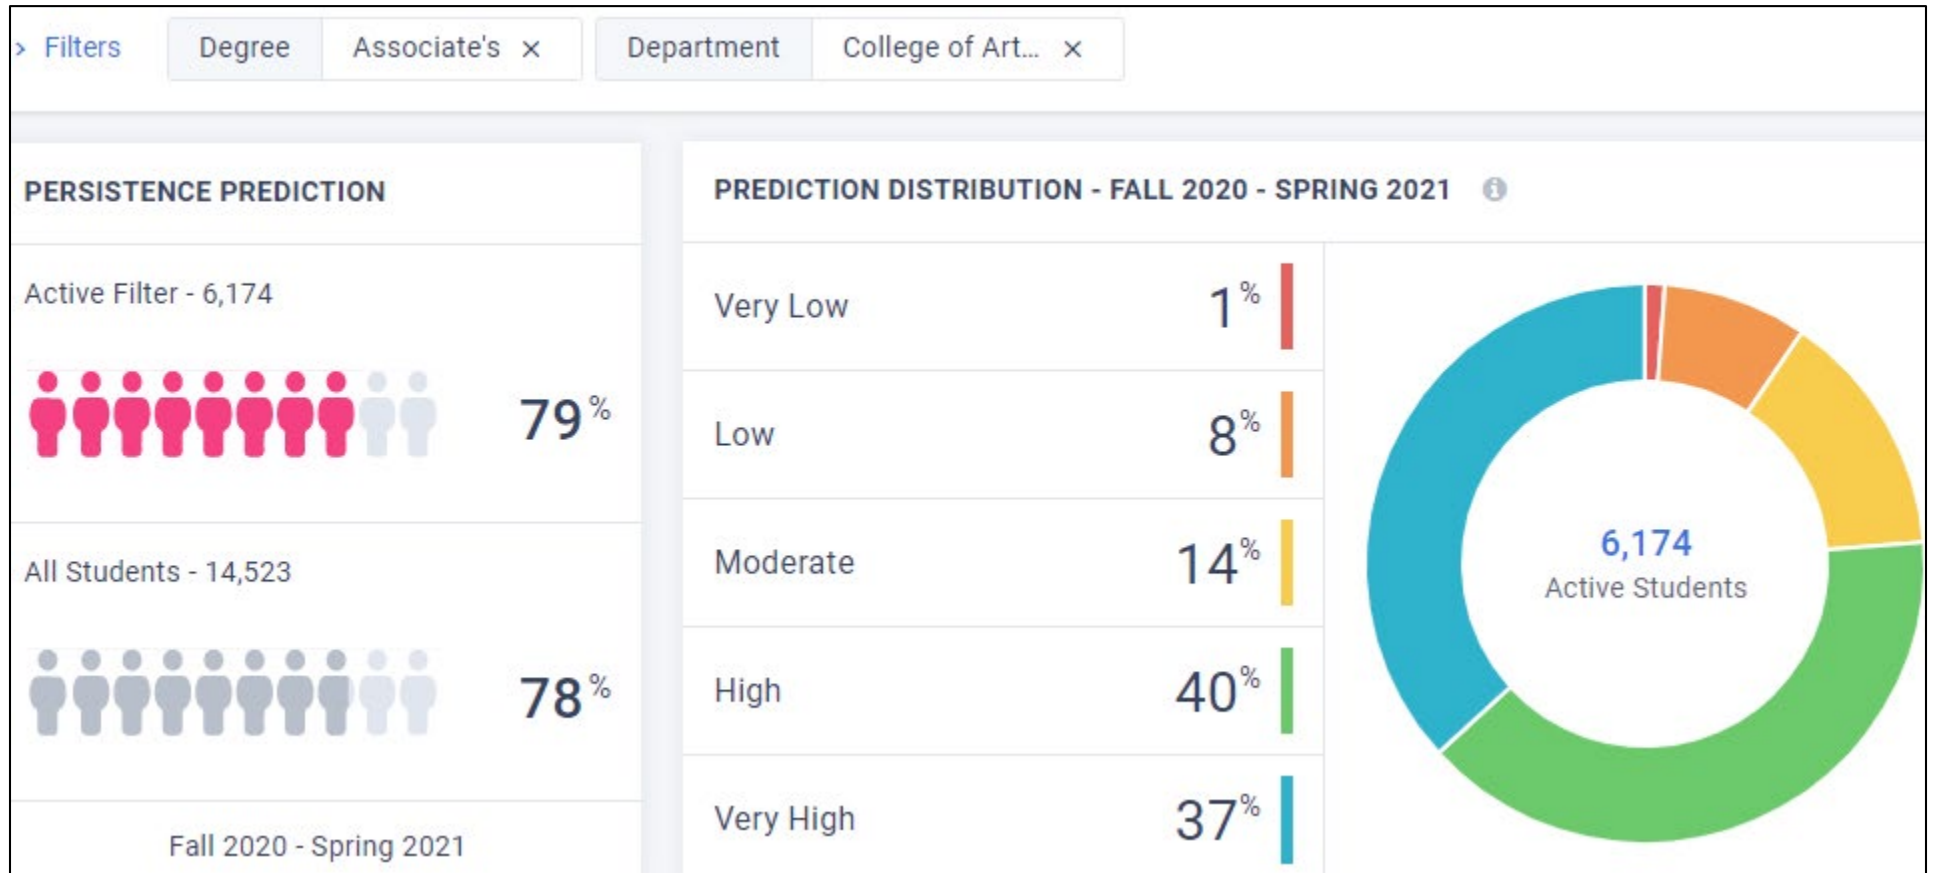 › Filters Degree Associate's × Department College of Art... ×
PERSISTENCE PREDICTION
Active Filter - 6,174
79%
All Students - 14,523
78%
Fall 2020 - Spring 2021
PREDICTION DISTRIBUTION - FALL 2020 - SPRING 2021
Very Low 1%
Low 8%
Moderate 14%
High 40%
Very High 37%
6,174
Active Students